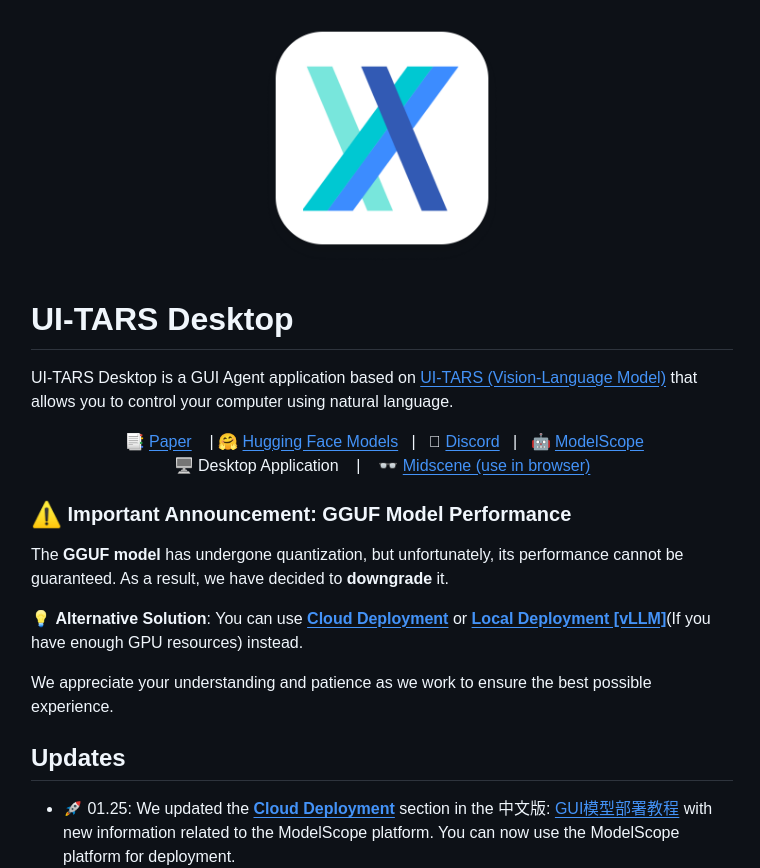 UI-TARS Desktop
UI-TARS Desktop is a GUI Agent application based on UI-TARS (Vision-Language Model) that
allows you to control your computer using natural language.
📑 Paper | 🤗 Hugging Face Models | Discord | 🤖 ModelScope
🖥️ Desktop Application | 🕶️ Midscene (use in browser)
⚠️ Important Announcement: GGUF Model Performance
The GGUF model has undergone quantization, but unfortunately, its performance cannot be
guaranteed. As a result, we have decided to downgrade it.
💡 Alternative Solution: You can use Cloud Deployment or Local Deployment [vLLM](If you
have enough GPU resources) instead.
We appreciate your understanding and patience as we work to ensure the best possible
experience.
Updates
• 🚀 01.25: We updated the Cloud Deployment section in the 中文版: GUI模型部署教程 with
new information related to the ModelScope platform. You can now use the ModelScope
platform for deployment.